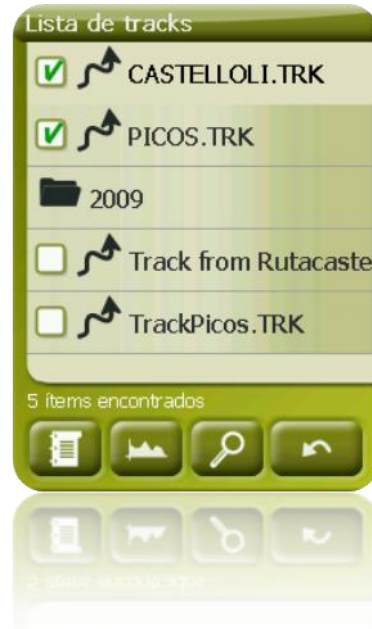 Lista de tracks
CASTELLOLI.TRK
PICOS.TRK
2009
Track from Rutacaste
TrackPicos.TRK
5 ítems encontrados